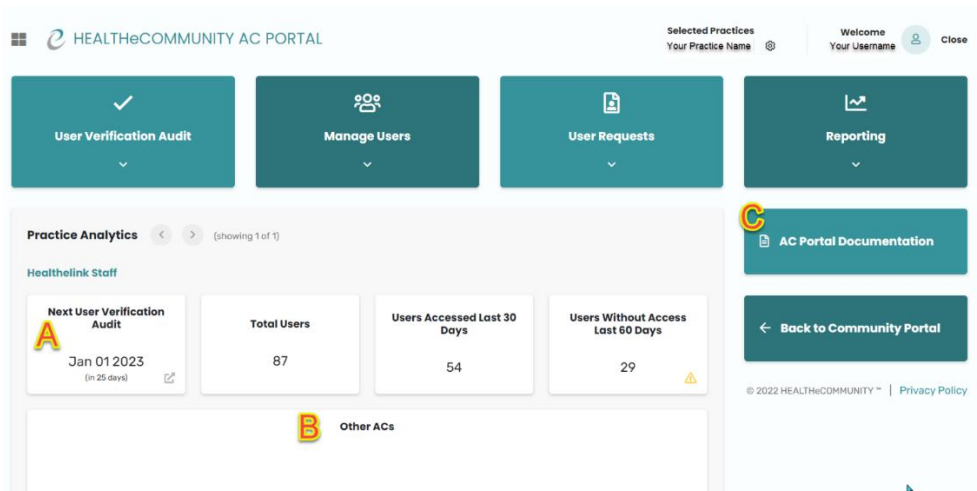 HEALTHeCOMMUNITY AC PORTAL
Selected Practices
Your Practice Name
Welcome
Your Username
Close
User Verification Audit
Manage Users
User Requests
Reporting
Practice Analytics
(showing 1 of 1)
Healthelink Staff
C
AC Portal Documentation
Next User Verification
Audit
A
Jan 01 2023
(in 25 days)
Total Users
87
Users Accessed Last 30
Days
54
Users Without Access
Last 60 Days
29
Back to Community Portal
© 2022 HEALTHeCOMMUNITY ™ | Privacy Policy
B
Other ACs